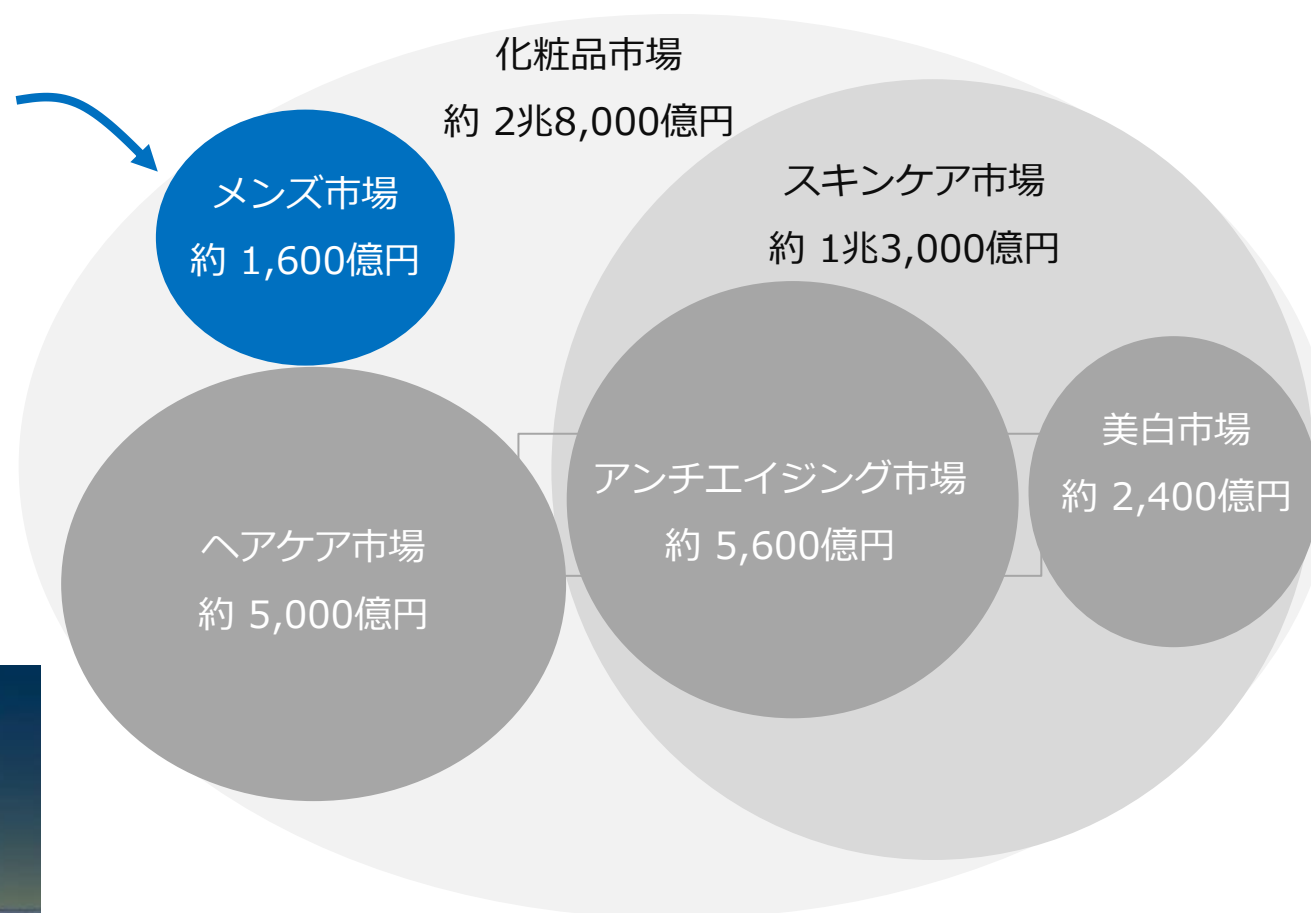 化粧品市場
約 2兆8,000億円
メンズ市場
約 1,600億円
スキンケア市場
約 1兆3,000億円
アンチエイジング市場
約 5,600億円
美白市場
約 2,400億円
ヘアケア市場
約 5,000億円